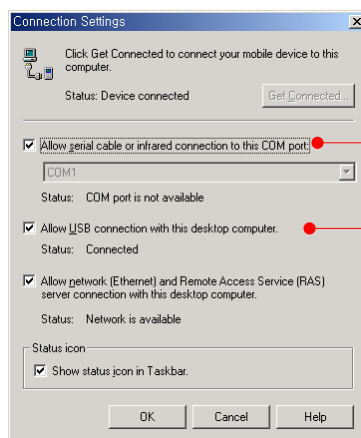 Connection Settings
Click Get Connected to connect your mobile device to this
computer.
Status: Device connected
Get Connected...
Allow serial cable or infrared connection to this COM port:
COM1
Status: COM port is not available
Allow USB connection with this desktop computer.
Status: Connected
Allow network (Ethernet) and Remote Access Service (RAS)
server connection with this desktop computer.
Status: Network is available
Status icon
Show status icon in Taskbar.
OK Cancel Help